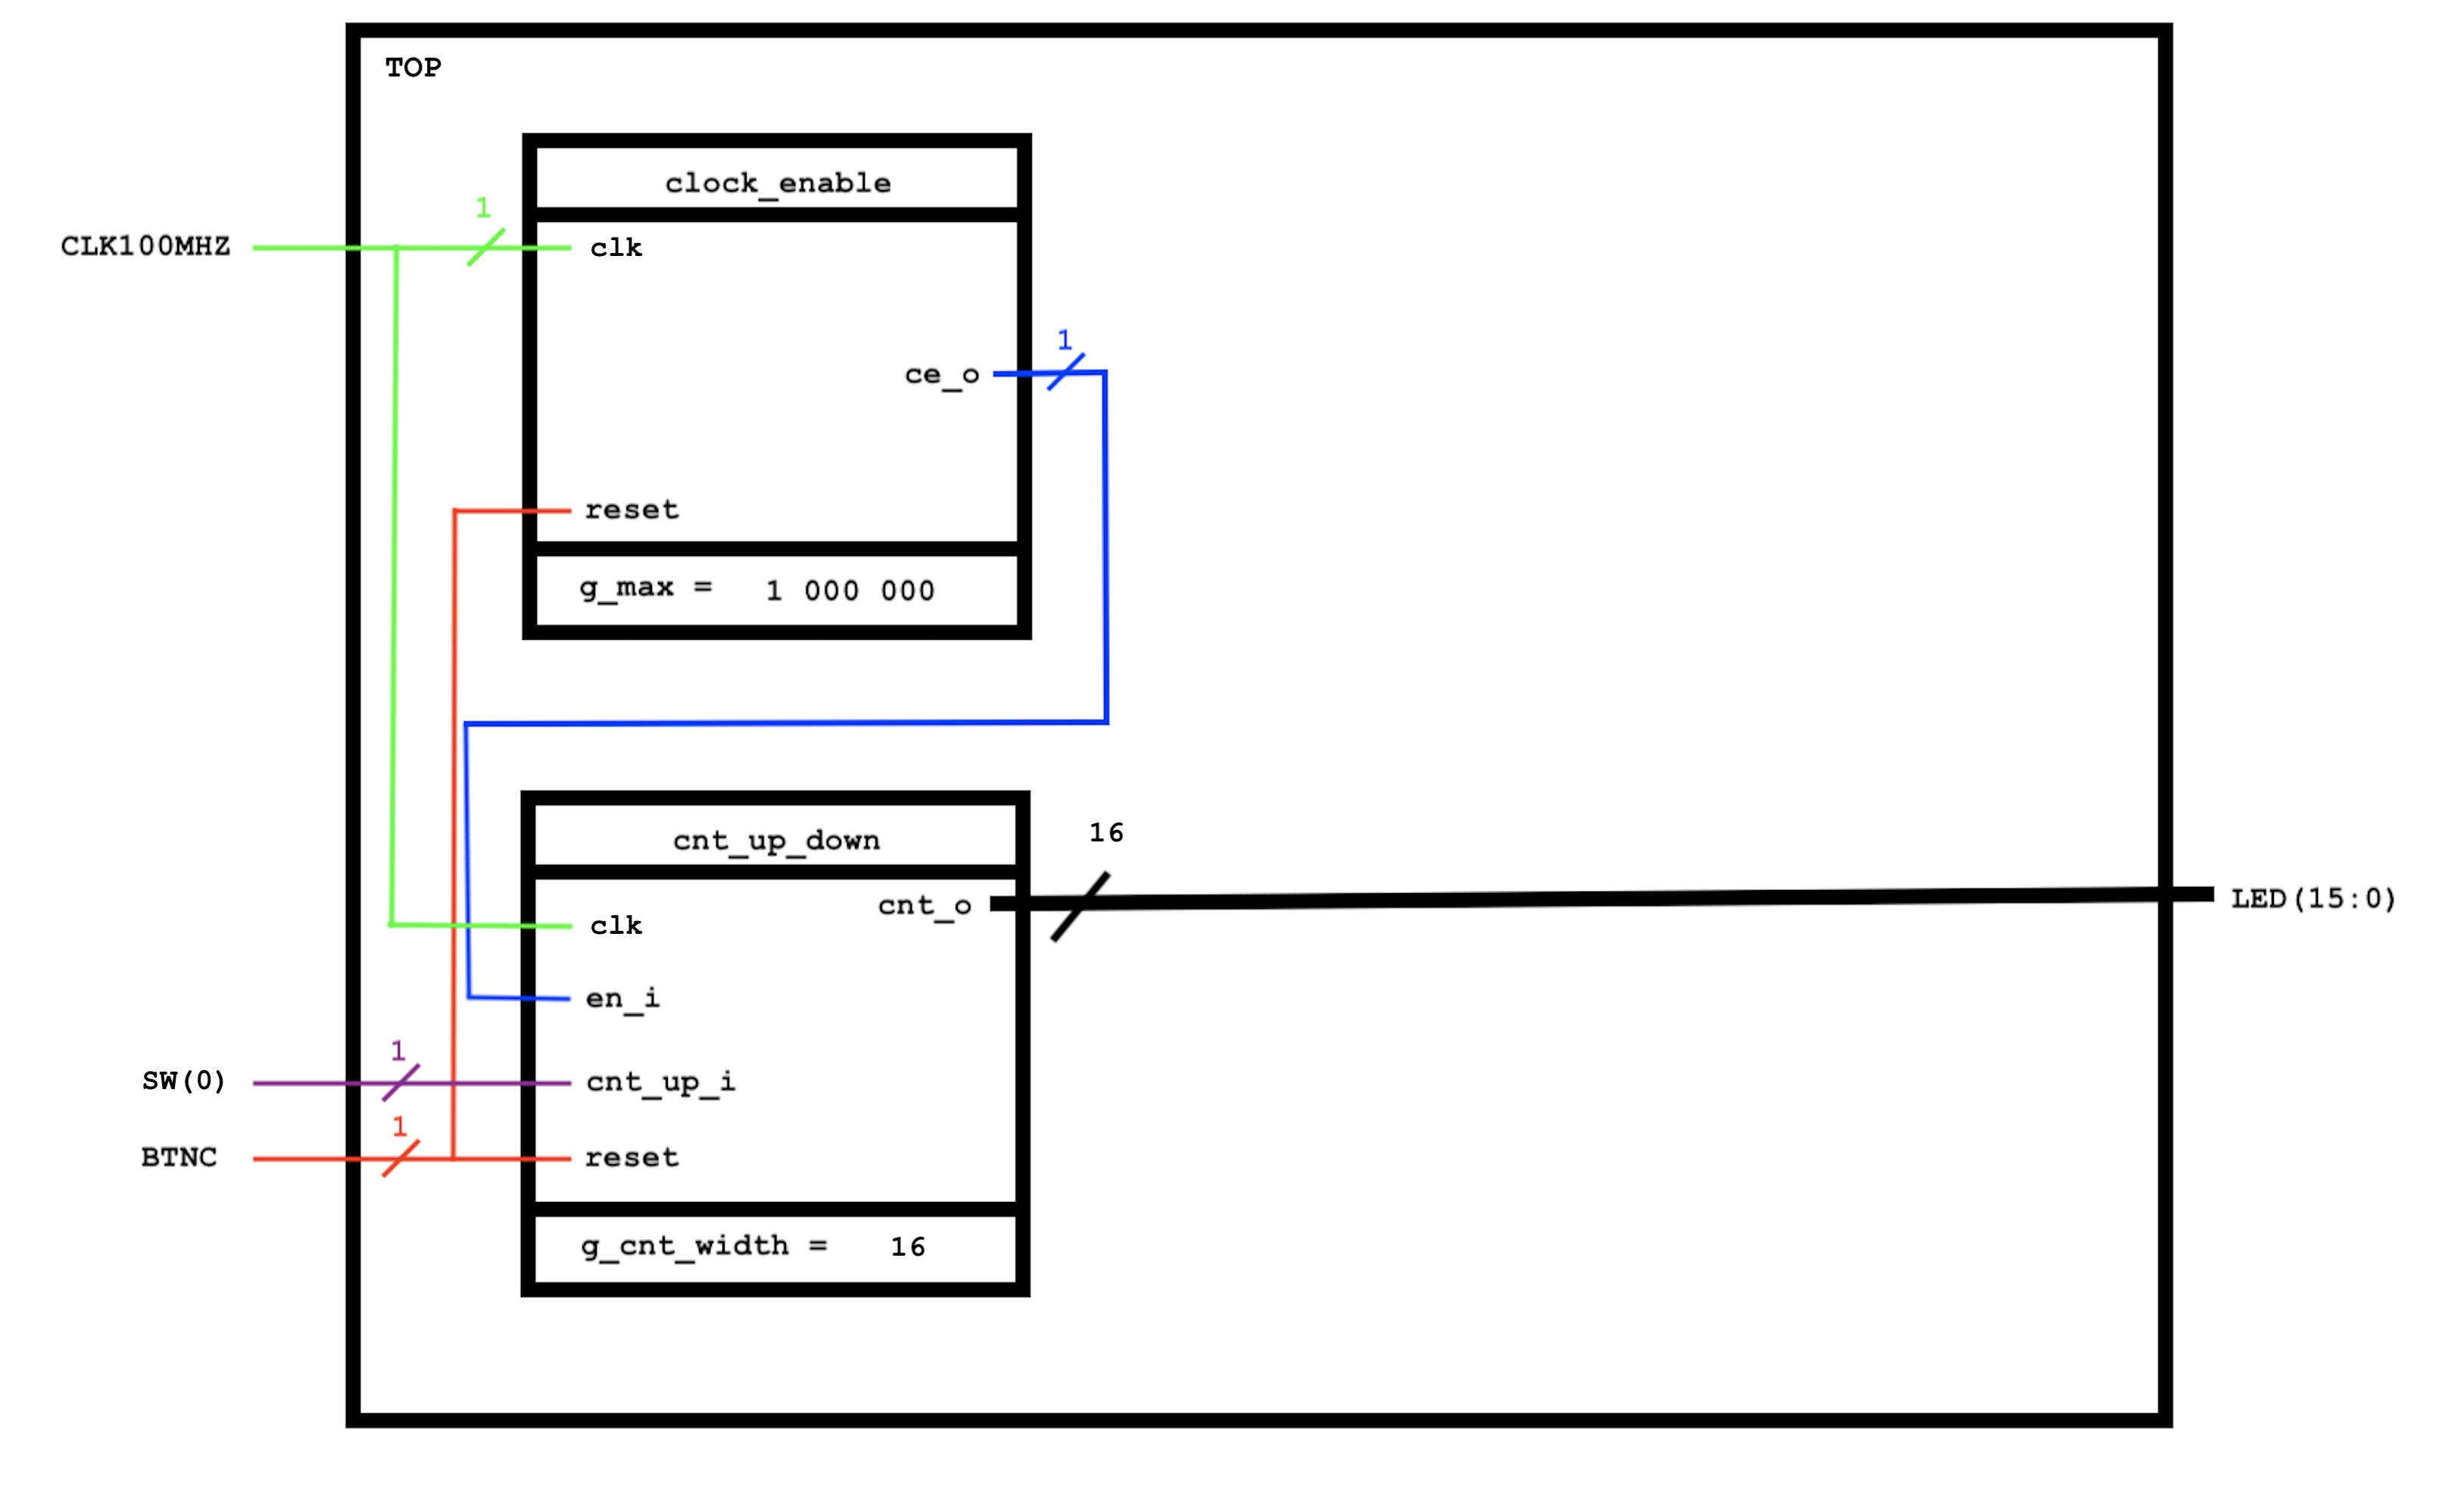 TOP
clock_enable
1
CLK100MHZ
clk
1
ce_o
reset
g_max = 1 000 000
cnt_up_down
16
cnt_o
LED(15:0)
clk
en_i
1
SW(0)
cnt_up_i
1
BTNC
reset
g_cnt_width = 16